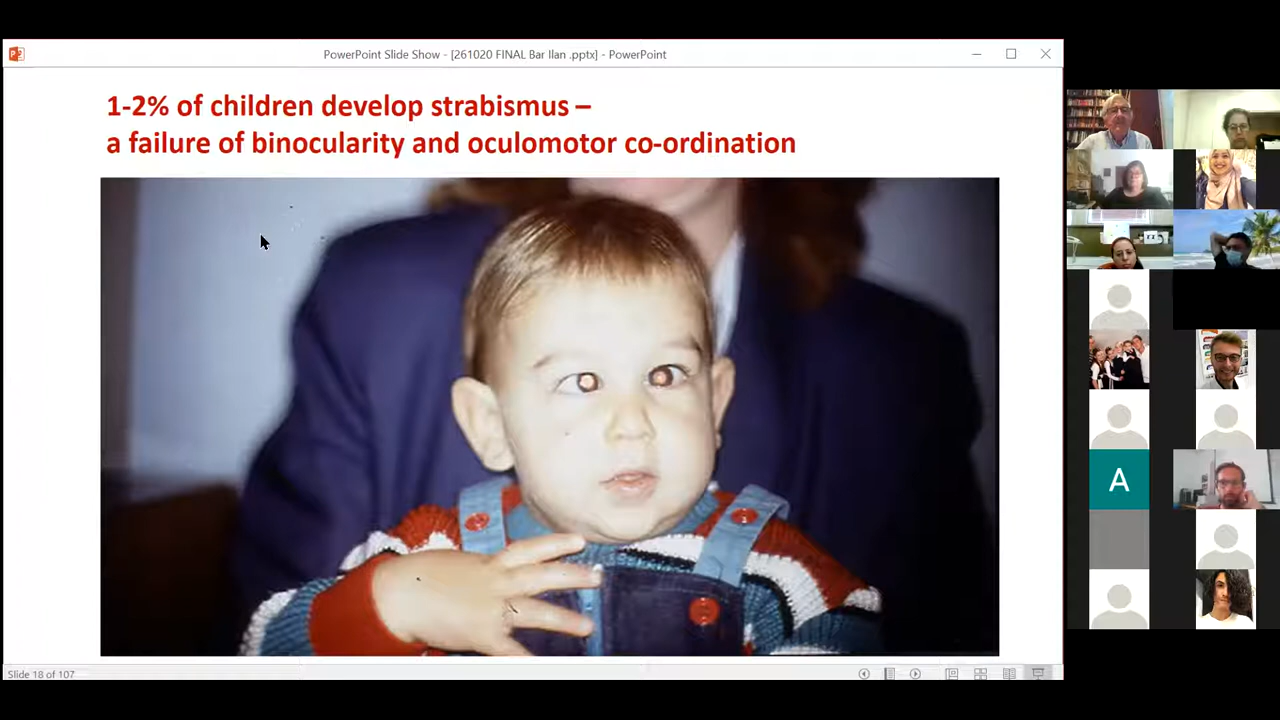 PowerPoint Slide Show - [261020 FINAL Bar Ilan .pptx] - PowerPoint
1-2% of children develop strabismus –
a failure of binocularity and oculomotor co-ordination
A
Slide 18 of 107